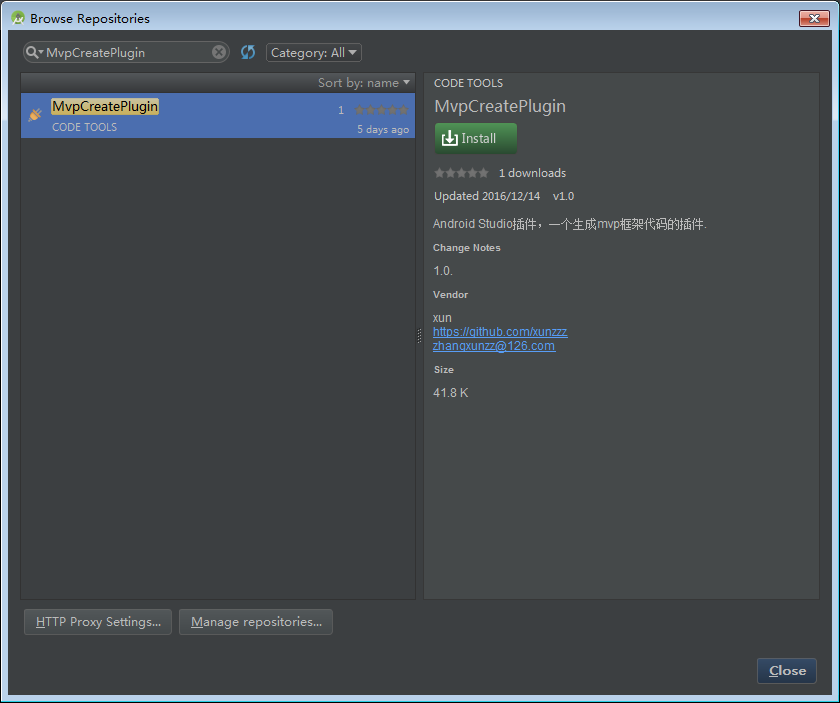 Browse Repositories
MvpCreatePlugin
Category: All
Sort by: name
MvpCreatePlugin
1
CODE TOOLS
5 days ago
CODE TOOLS
MvpCreatePlugin
Install
1 downloads
Updated 2016/12/14 v1.0
Android Studio插件，一个生成mvp框架代码的插件.
Change Notes
1.0.
Vendor
xun
https://github.com/xunzzz
zhangxunzz@126.com
Size
41.8 K
HTTP Proxy Settings...
Manage repositories...
Close